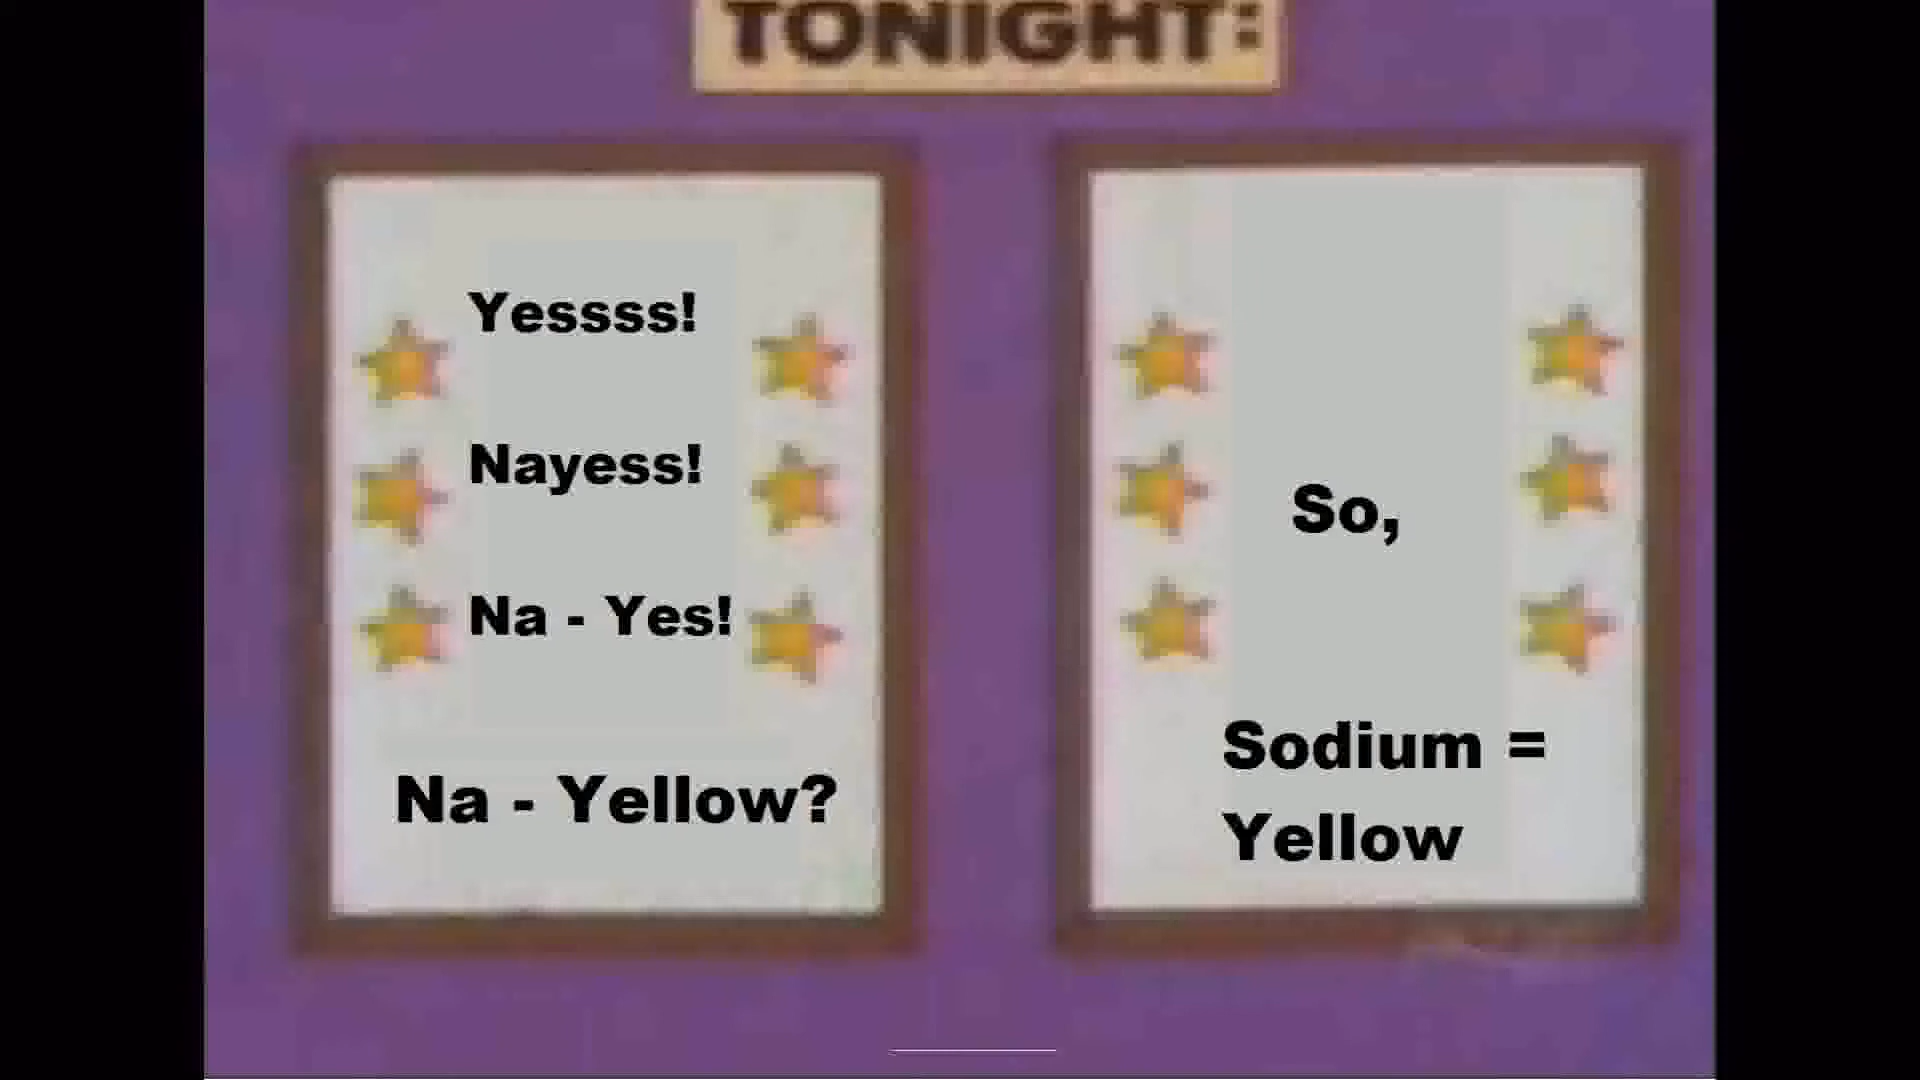 TONIGHT:
Yessss!
Nayess!
Na - Yes!
Na - Yellow?
So,
Sodium =
Yellow